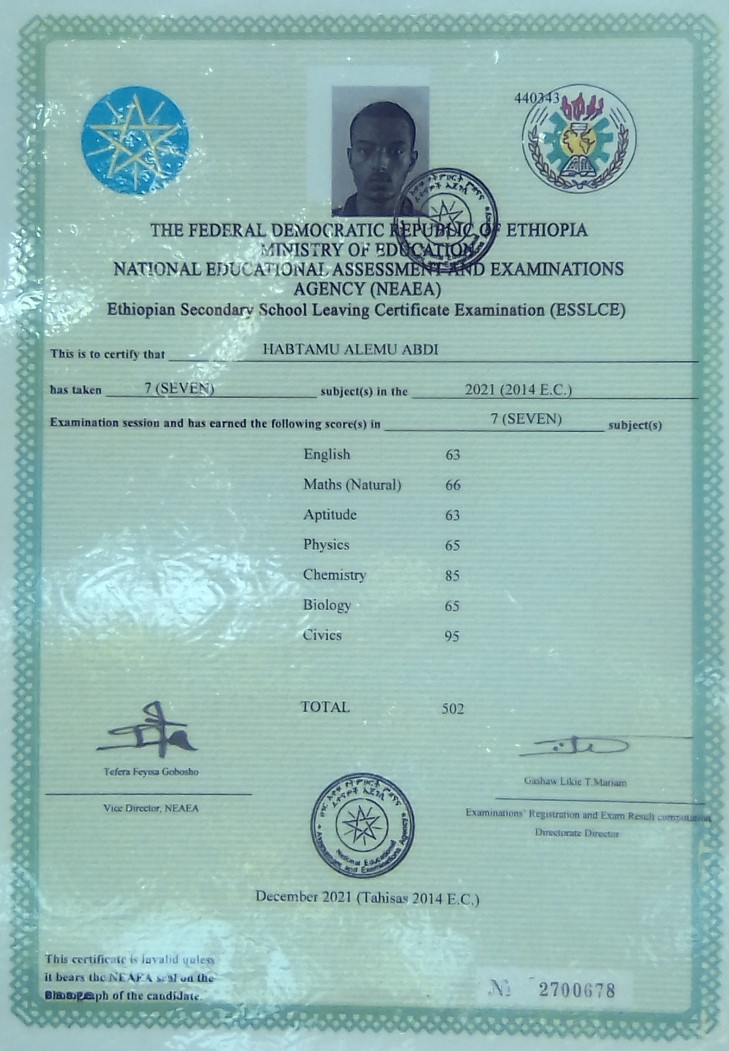 440343
THE FEDERAL DEMOCRATIC REPUBLIC OF ETHIOPIA
MINISTRY OF EDUCATION
NATIONAL EDUCATIONAL ASSESSMENT AND EXAMINATIONS
AGENCY (NEAEA)
Ethiopian Secondary School Leaving Certificate Examination (ESSLCE)
This is to certify that HABTAMU ALEMU ABDI
has taken 7 (SEVEN) subject(s) in the 2021 (2014 E.C.)
Examination session and has earned the following score(s) in 7 (SEVEN) subject(s)
English 63
Maths (Natural) 66
Aptitude 63
Physics 65
Chemistry 85
Biology 65
Civics 95
TOTAL 502
Tefera Feyisa Gobosho
Vice Director, NEAEA
Gashaw Likie T.Mariam
Examinations' Registration and Exam Result computation
Directorate Director
National Educational
Assessment and Examinations Agency
December 2021 (Tahisas 2014 E.C.)
This certificate is invalid unless
it bears the NEAEA seal on the
of the candidate.
№ 2700678